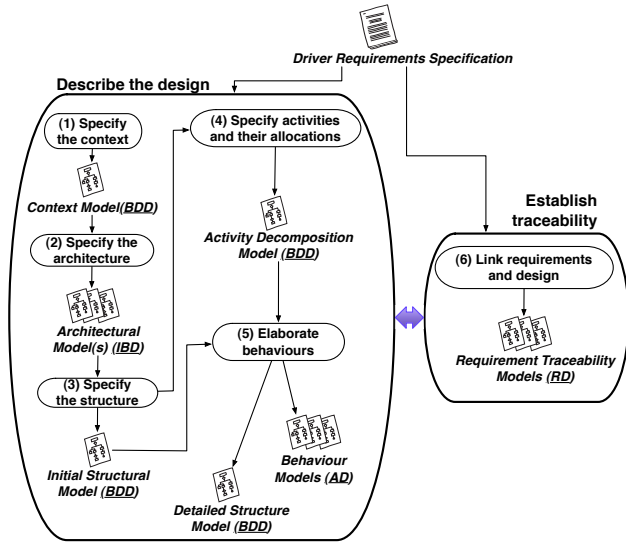 Driver Requirements Specification
Describe the design
(1) Specify
the context
Context Model(BDD)
(2) Specify the
architecture
Architectural
Model(s) (IBD)
(3) Specify
the structure
Initial Structural
Model (BDD)
(4) Specify activities
and their allocations
Activity Decomposition
Model (BDD)
(5) Elaborate
behaviours
Behaviour
Models (AD)
Detailed Structure
Model (BDD)
Establish
traceability
(6) Link requirements
and design
Requirement Traceability
Models (RD)